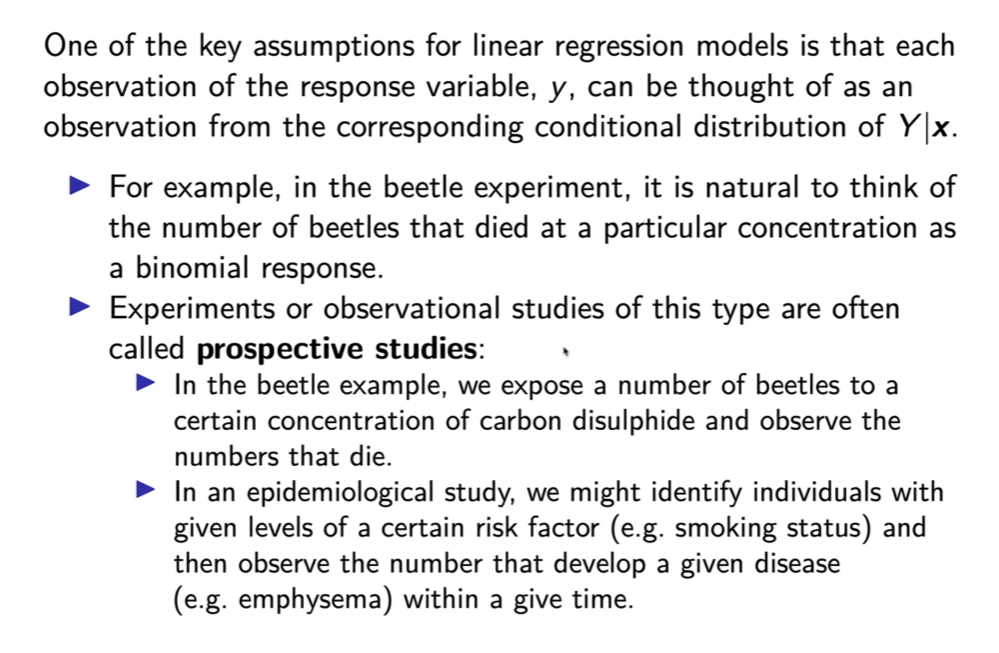 One of the key assumptions for linear regression models is that each
observation of the response variable, y, can be thought of as an
observation from the corresponding conditional distribution of Y|x.
For example, in the beetle experiment, it is natural to think of
the number of beetles that died at a particular concentration as
a binomial response.
Experiments or observational studies of this type are often
called prospective studies:
In the beetle example, we expose a number of beetles to a
certain concentration of carbon disulphide and observe the
numbers that die.
In an epidemiological study, we might identify individuals with
given levels of a certain risk factor (e.g. smoking status) and
then observe the number that develop a given disease
(e.g. emphysema) within a give time.